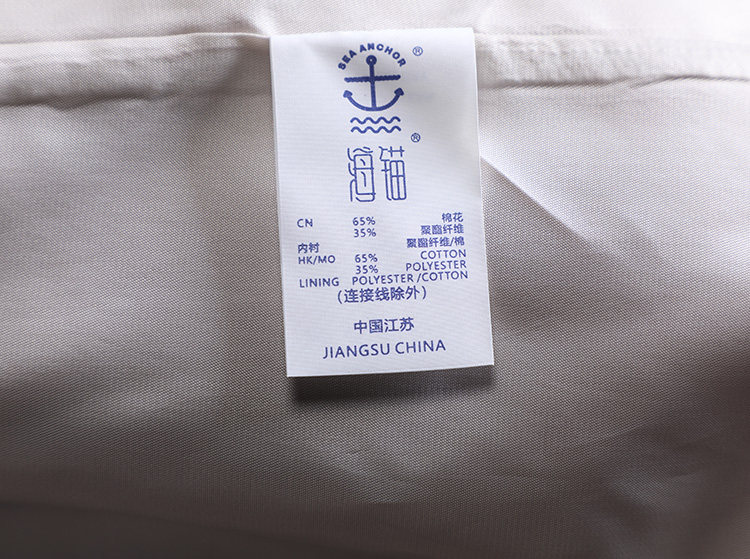 SEA ANCHOR®
海锚®
CN 65% 棉花
35% 聚酯纤维
内衬 聚酯纤维/棉
HK/MO 65% COTTON
35% POLYESTER
LINING POLYESTER/COTTON
(连接线除外)
中国江苏
JIANGSU CHINA